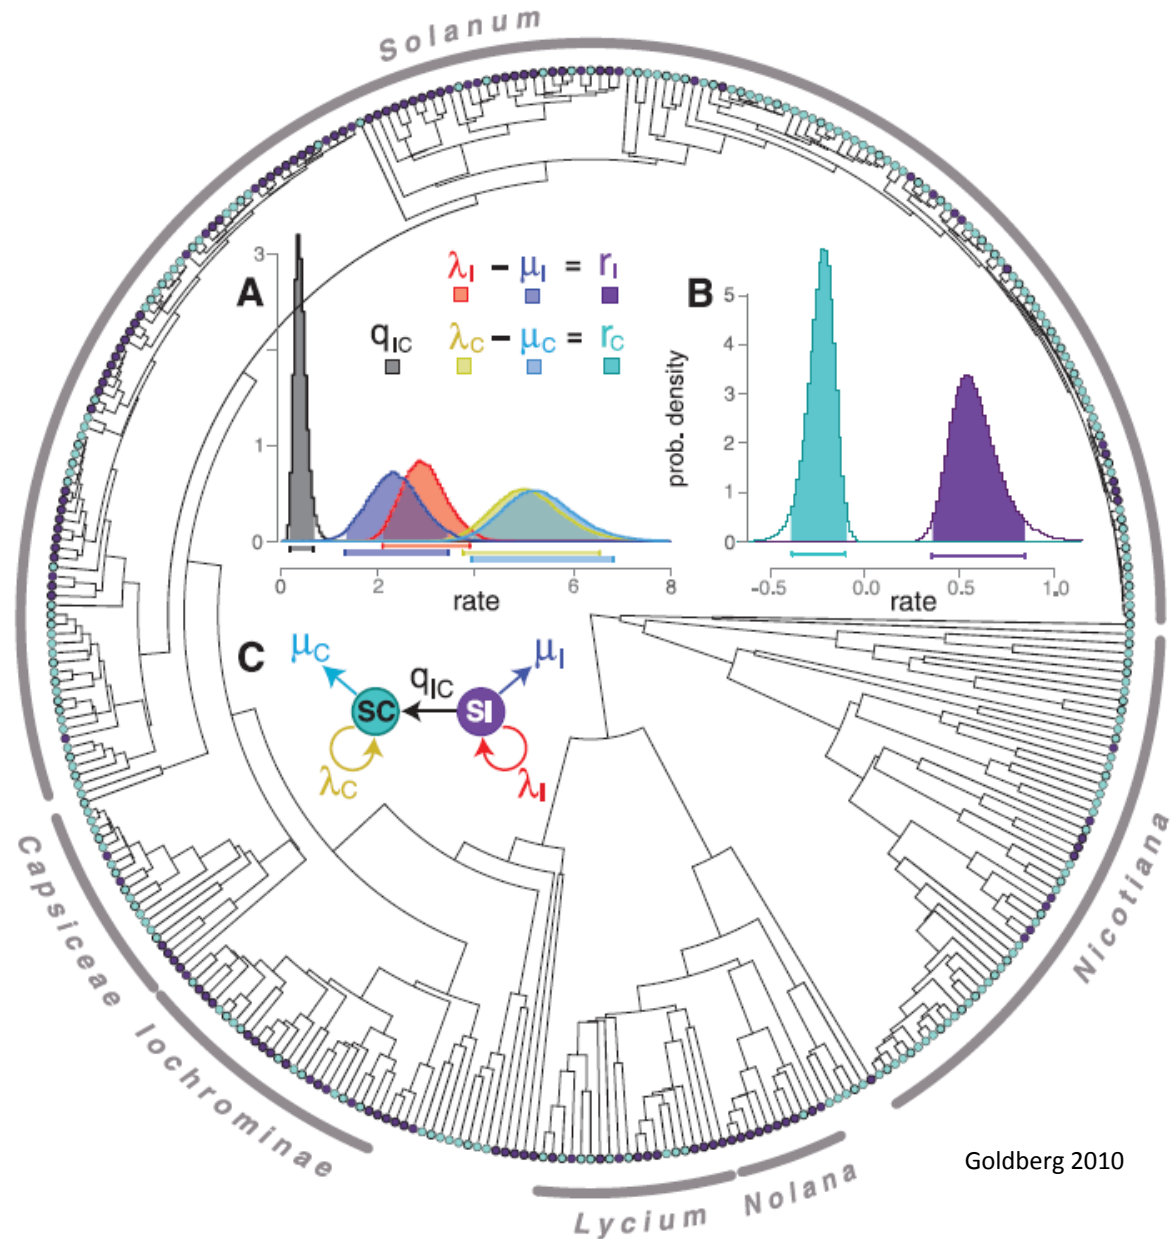 Solanum
A
3
1
0
0
2
4
6
8
rate
λI − μI = rI
qIC
λC − μC = rC
B
prob. density
5
4
3
2
1
0
-0.5
0.0
0.5
1.0
rate
C
μC
μI
qIC
SC
SI
λC
λI
Capsiceae
Iochrominae
Lycium
Nolana
Nicotiana
Goldberg 2010